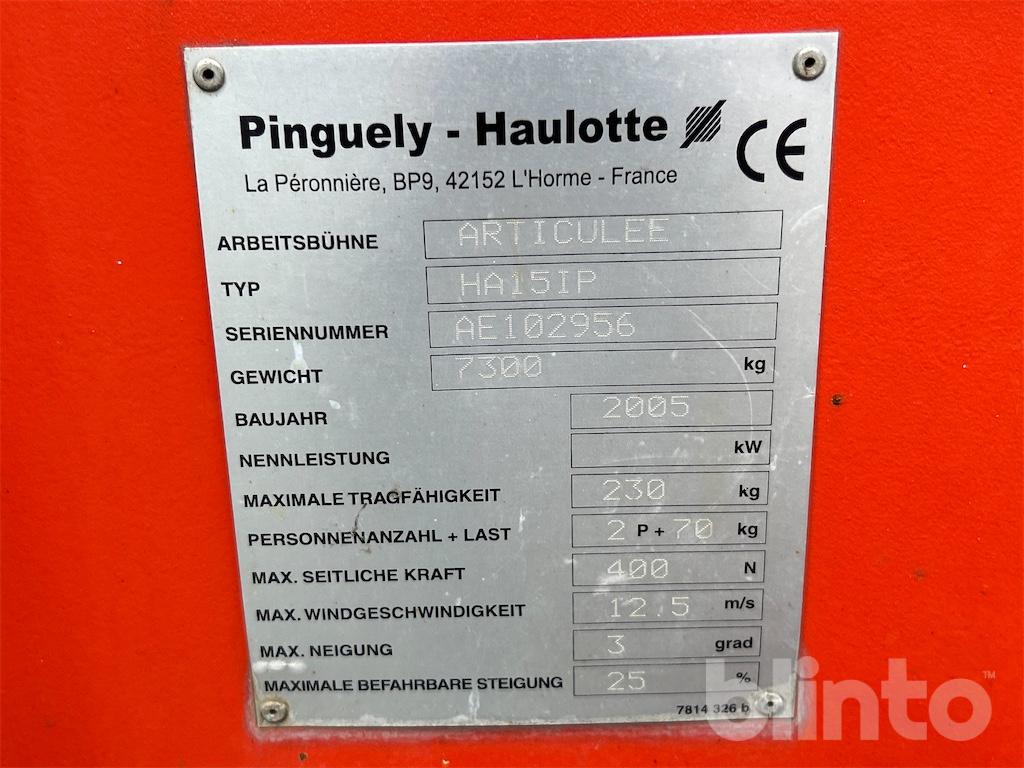 Pinguely - Haulotte CE
La Péronnière, BP9, 42152 L'Horme - France
ARBEITSBÜHNE ARTICULEE
TYP HA15IP
SERIENNUMMER AE102956
GEWICHT 7300 kg
BAUJAHR 2005
NENNLEISTUNG kW
MAXIMALE TRAGFÄHIGKEIT 230 kg
PERSONNENANZAHL + LAST 2 P + 70 kg
MAX. SEITLICHE KRAFT 400 N
MAX. WINDGESCHWINDIGKEIT 12.5 m/s
MAX. NEIGUNG 3 grad
MAXIMALE BEFAHRBARE STEIGUNG 25 %
7814 326 b
blinto™